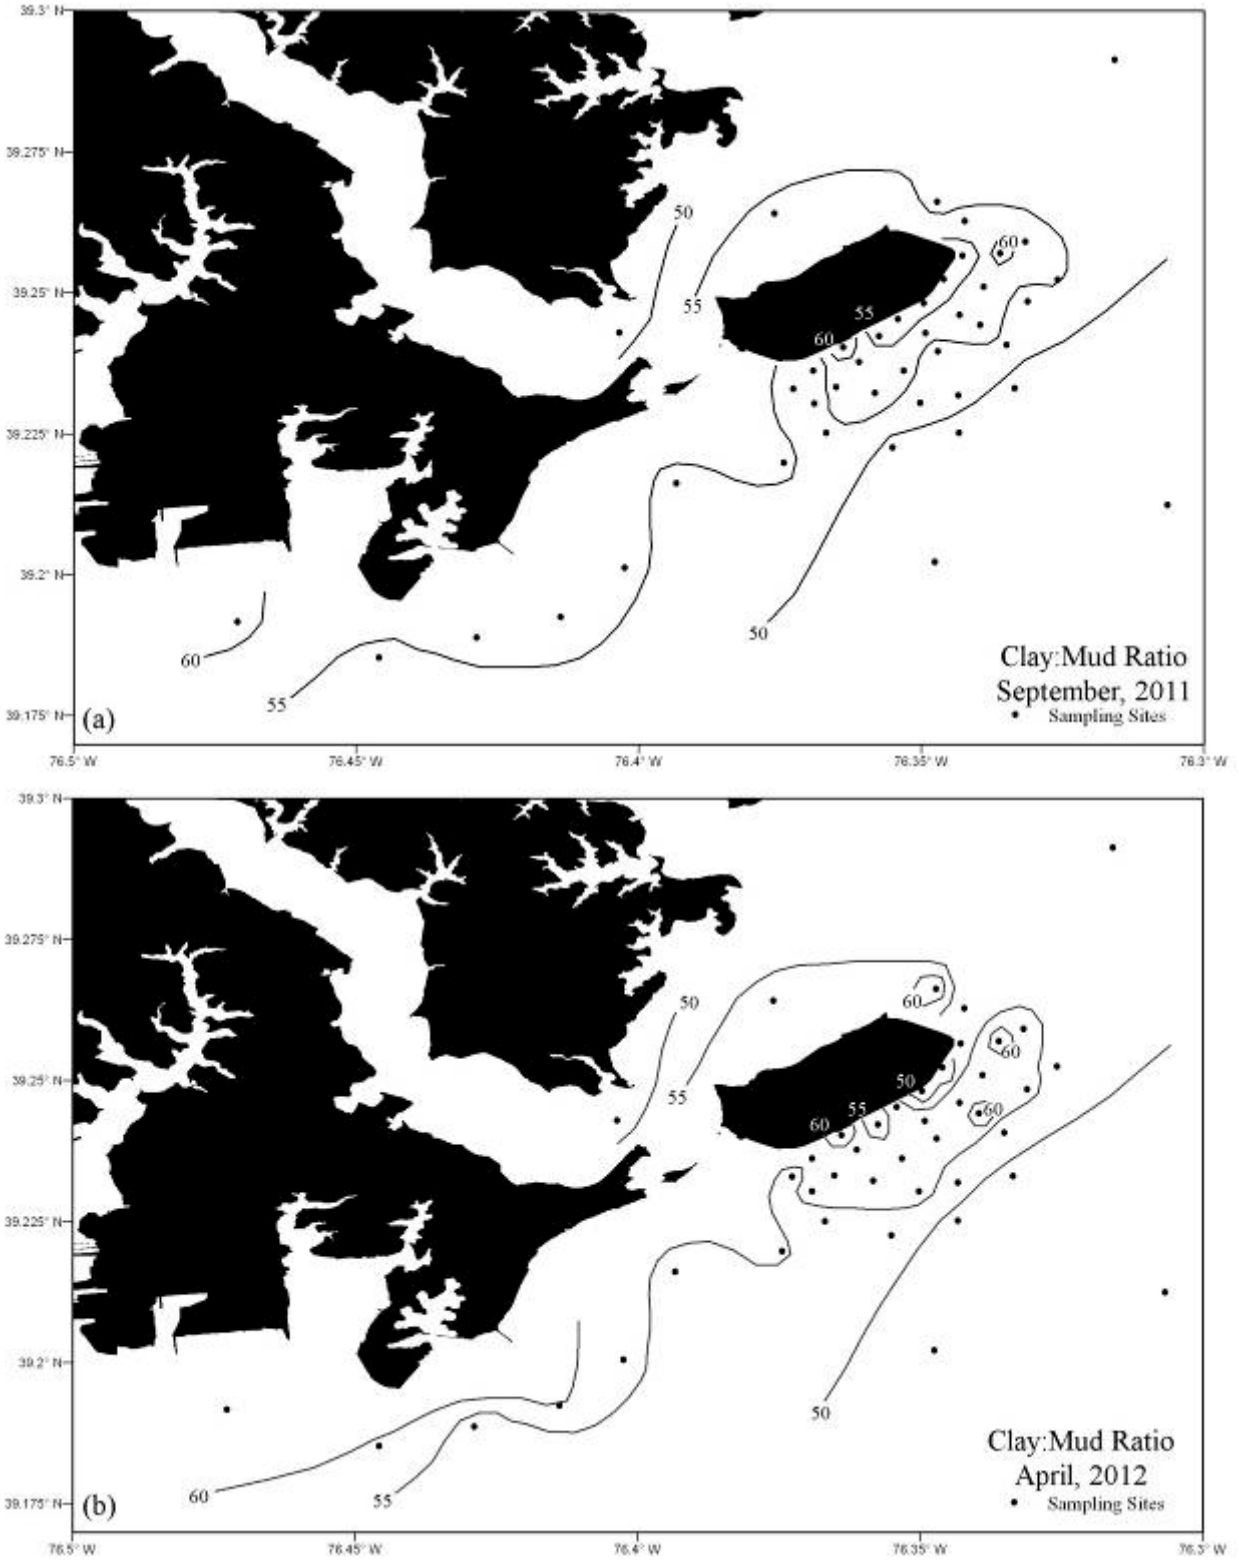 39.3° N
39.275° N
39.25° N
39.225° N
39.2° N
39.175° N
50
55
60
55
60
60
55
50
Clay:Mud Ratio
September, 2011
Sampling Sites
(a)
76.5° W
76.45° W
76.4° W
76.35° W
76.3° W
39.3° N
39.275° N
39.25° N
39.225° N
39.2° N
39.175° N
50
60
60
55
50
55
60
60
50
60
55
Clay:Mud Ratio
April, 2012
Sampling Sites
(b)
76.5° W
76.45° W
76.4° W
76.35° W
76.3° W